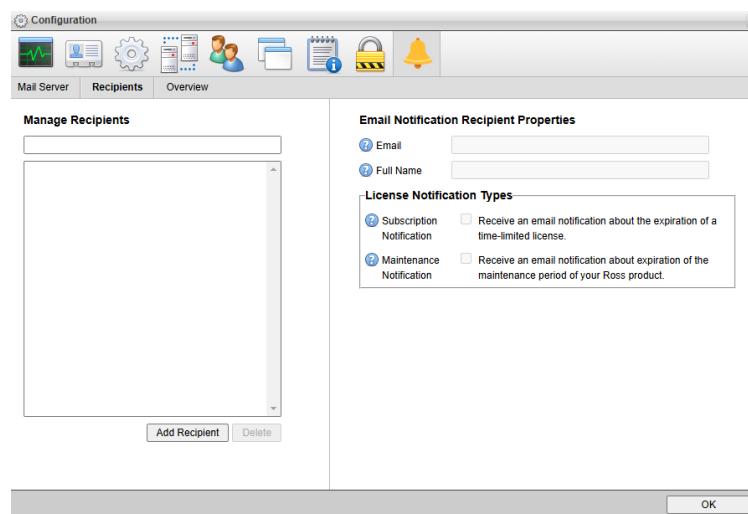 Configuration
Mail Server Recipients Overview
Manage Recipients
Add Recipient Delete
Email Notification Recipient Properties
Email
Full Name
License Notification Types
Subscription Notification
Receive an email notification about the expiration of a
time-limited license.
Maintenance Notification
Receive an email notification about expiration of the
maintenance period of your Ross product.
OK